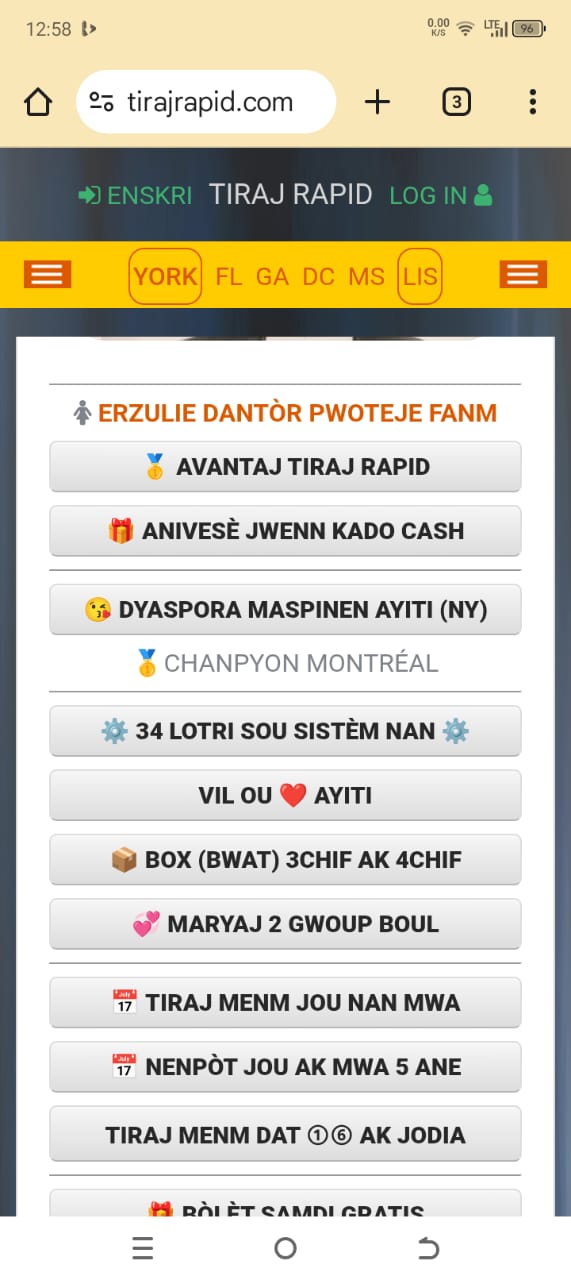 12:58 0.00 K/S LTE 96
tirajrapid.com 3
ENSKRI TIRAJ RAPID LOG IN
YORK FL GA DC MS LIS
ERZULIE DANTÒR PWOTEJE FANM
🥇 AVANTAJ TIRAJ RAPID
🎁 ANIVESÈ JWENN KADO CASH
😘 DYASPORA MASPINEN AYITI (NY)
🥇 CHANPYON MONTRÉAL
⚙️ 34 LOTRI SOU SISTÈM NAN ⚙️
VIL OU ❤️ AYITI
📦 BOX (BWAT) 3CHIF AK 4CHIF
💞 MARYAJ 2 GWOUP BOUL
📅 TIRAJ MENM JOU NAN MWA
📅 NENPÒT JOU AK MWA 5 ANE
TIRAJ MENM DAT ①⑥ AK JODIA
🎁 BÒLÈT SAMDI GRATIS